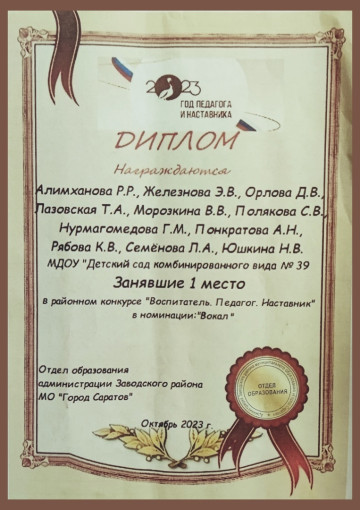 2023
ГОД ПЕДАГОГА
И НАСТАВНИКА
ДИПЛОМ
Награждаются
Алимханова Р.Р., Железнова Э.В., Орлова Д.В.,
Лазовская Т.А., Морозкина В.В., Полякова С.В.,
Нурмагомедова Г.М., Понкратова А.Н.,
Рябова К.В., Семёнова Л.А., Юшкина Н.В.
МДОУ "Детский сад комбинированного вида № 39
Занявшие 1 место
в районном конкурсе "Воспитатель. Педагог. Наставник"
в номинации:"Вокал"
Отдел образования
администрации Заводского района
МО "Город Саратов"
ОТДЕЛ
ОБРАЗОВАНИЯ
Октябрь 2023 г.